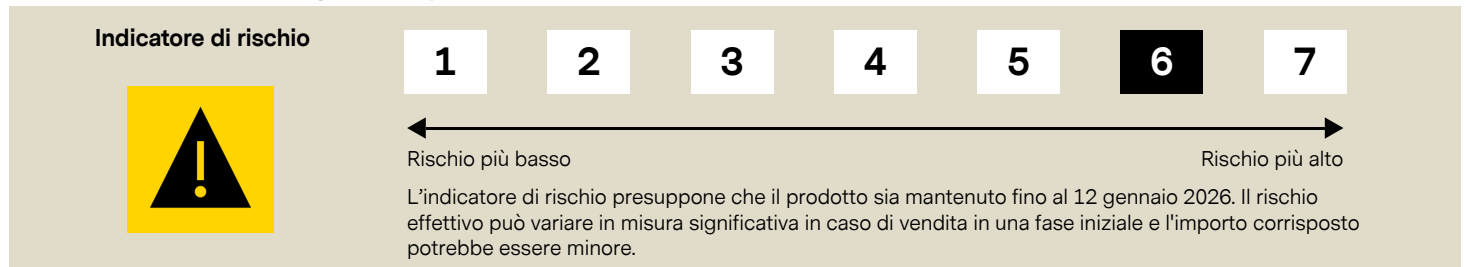 Indicatore di rischio
1 2 3 4 5 6 7
Rischio più basso Rischio più alto
L’indicatore di rischio presuppone che il prodotto sia mantenuto fino al 12 gennaio 2026. Il rischio
effettivo può variare in misura significativa in caso di vendita in una fase iniziale e l'importo corrisposto
potrebbe essere minore.